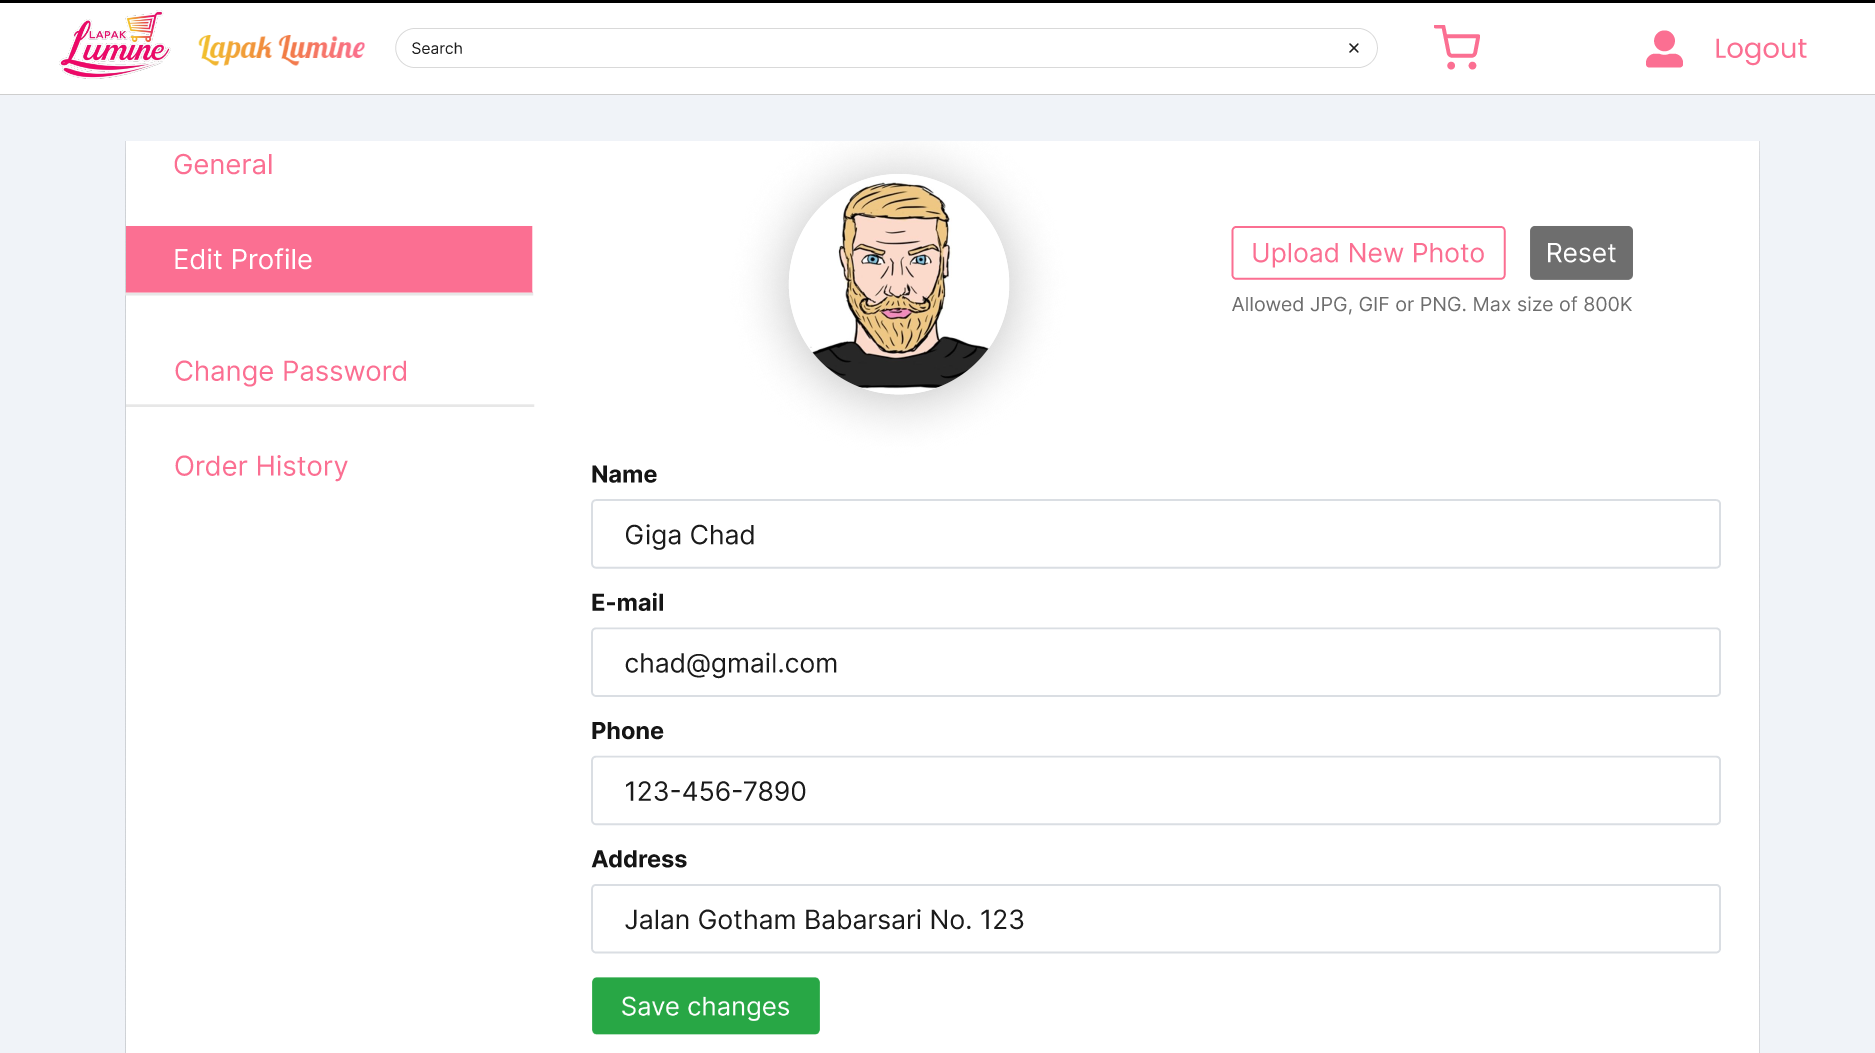 LAPAK
Lumine
Lapak Lumine
Search
Logout
General
Edit Profile
Change Password
Order History
Upload New Photo
Reset
Allowed JPG, GIF or PNG. Max size of 800K
Name
Giga Chad
E-mail
chad@gmail.com
Phone
123-456-7890
Address
Jalan Gotham Babarsari No. 123
Save changes